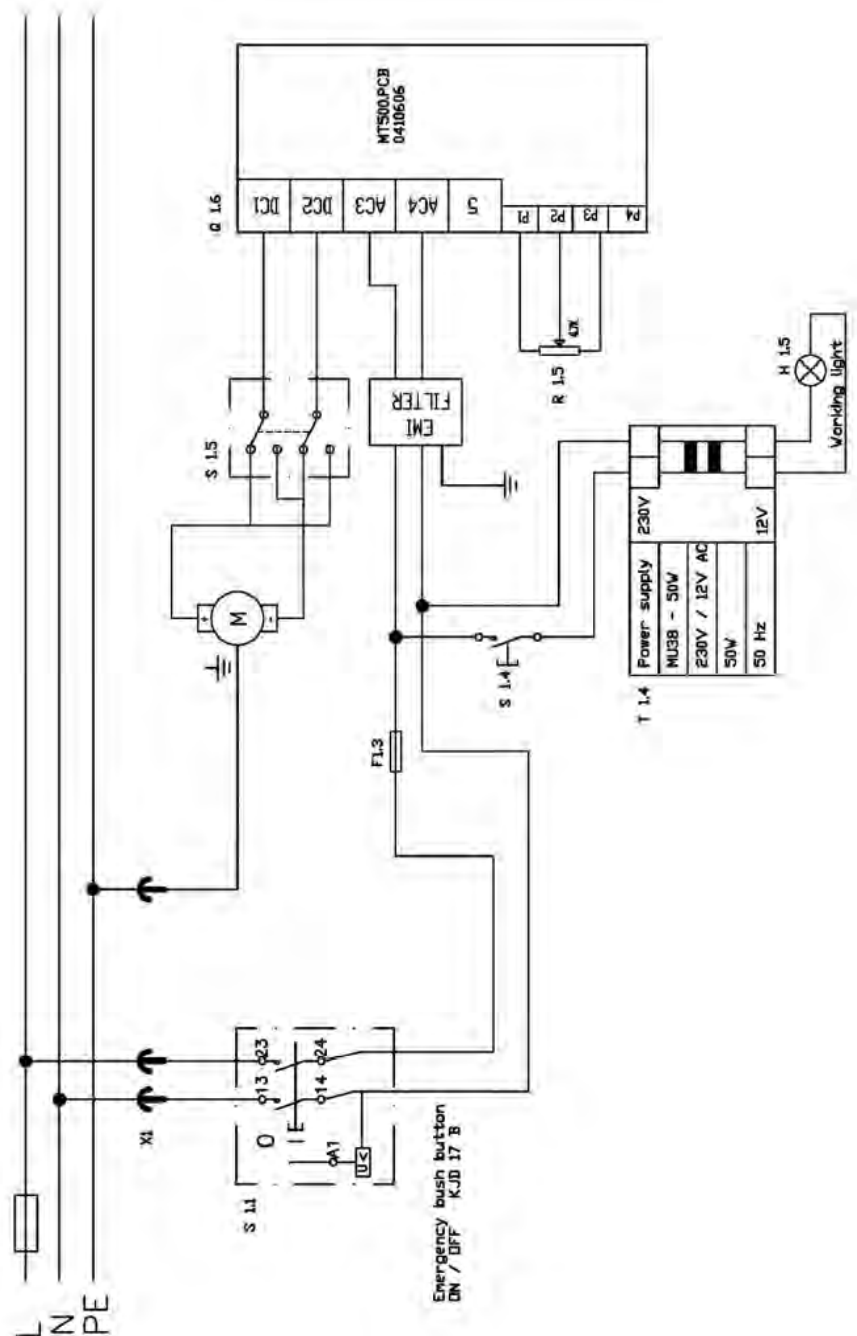 MT500.PCB
0410606
Q 1.6
DC1
DC2
AC3
AC4
5
P1
P2
P3
P4
4.7K
R 1.5
H 1.5
Working light
S 1.5
EMI
FILTER
M
+
-
230V
12V
Power supply
MU38 - 50W
230V / 12V AC
50W
50 Hz
T 1.4
S 1.4
F1.3
X1
23
24
13
14
0
I
A1
U<
S 1.1
Emergency bush button
ON / OFF KJD 17 B
L
N
PE